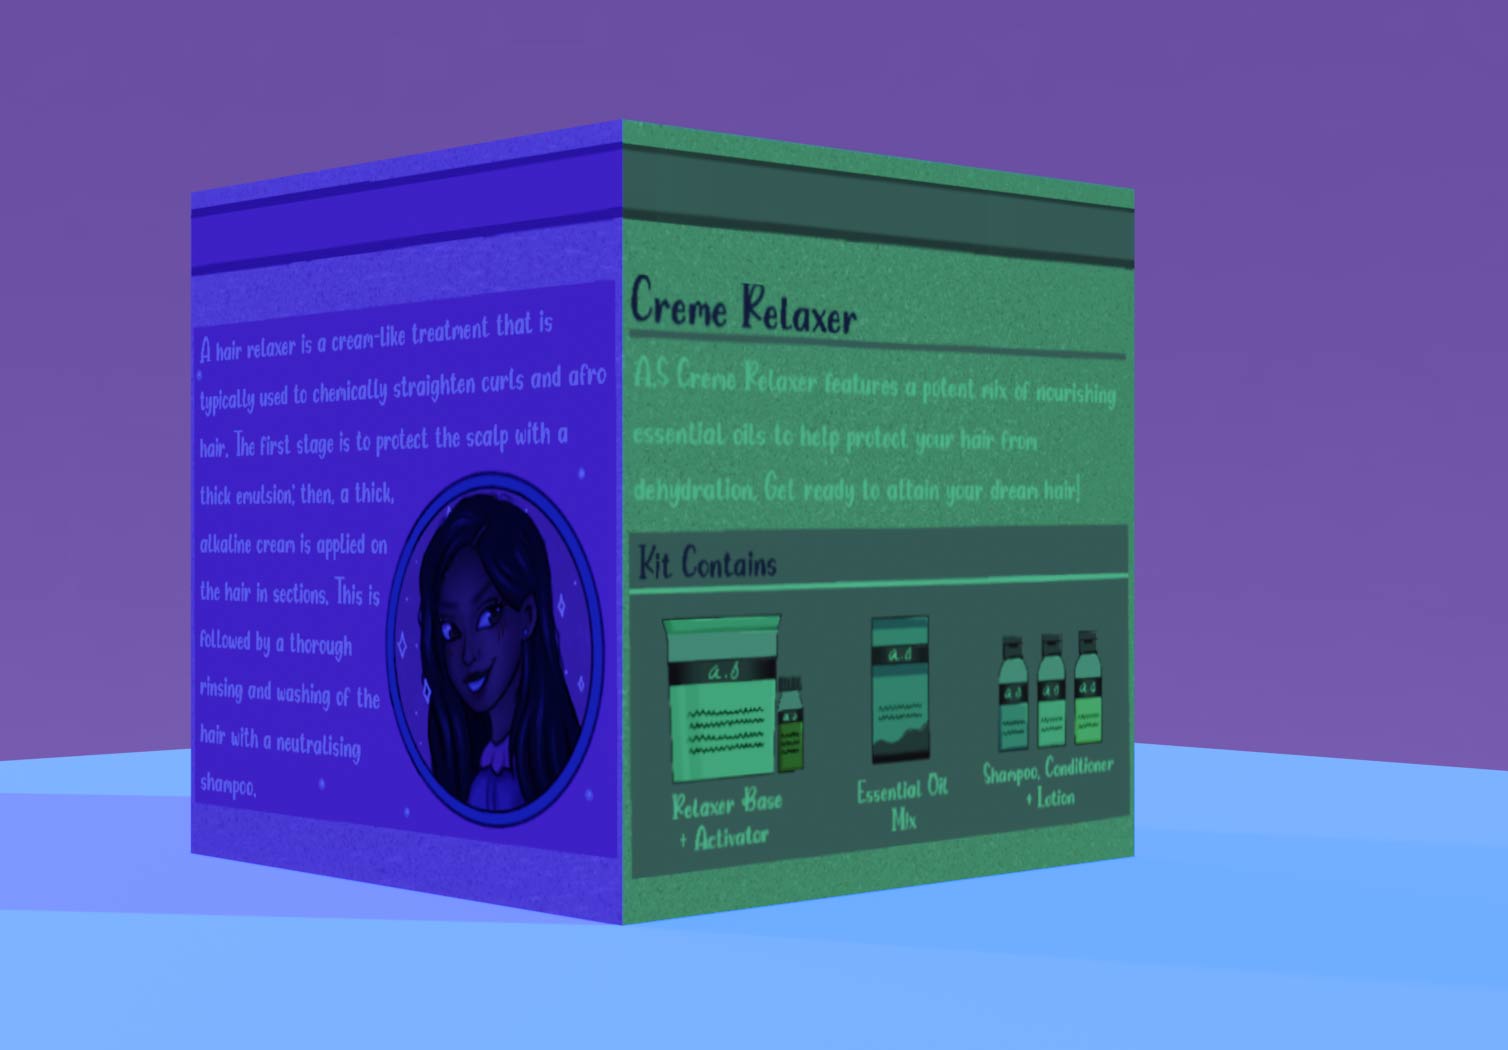 A hair relaxer is a cream-like treatment that is
typically used to chemically straighten curls and afro
hair. The first stage is to protect the scalp with a
thick emulsion; then, a thick,
alkaline cream is applied on
the hair in sections. This is
followed by a thorough
rinsing and washing of the
hair with a neutralising
shampoo.
Creme Relaxer
A.S Creme Relaxer features a potent mix of nourishing
essential oils to help protect your hair from
dehydration. Get ready to attain your dream hair!
Kit Contains
a.s
a.s
a.s
a.s
a.s
a.s
Relaxer Base
+ Activator
Essential Oil
Mix
Shampoo, Conditioner
+ Lotion